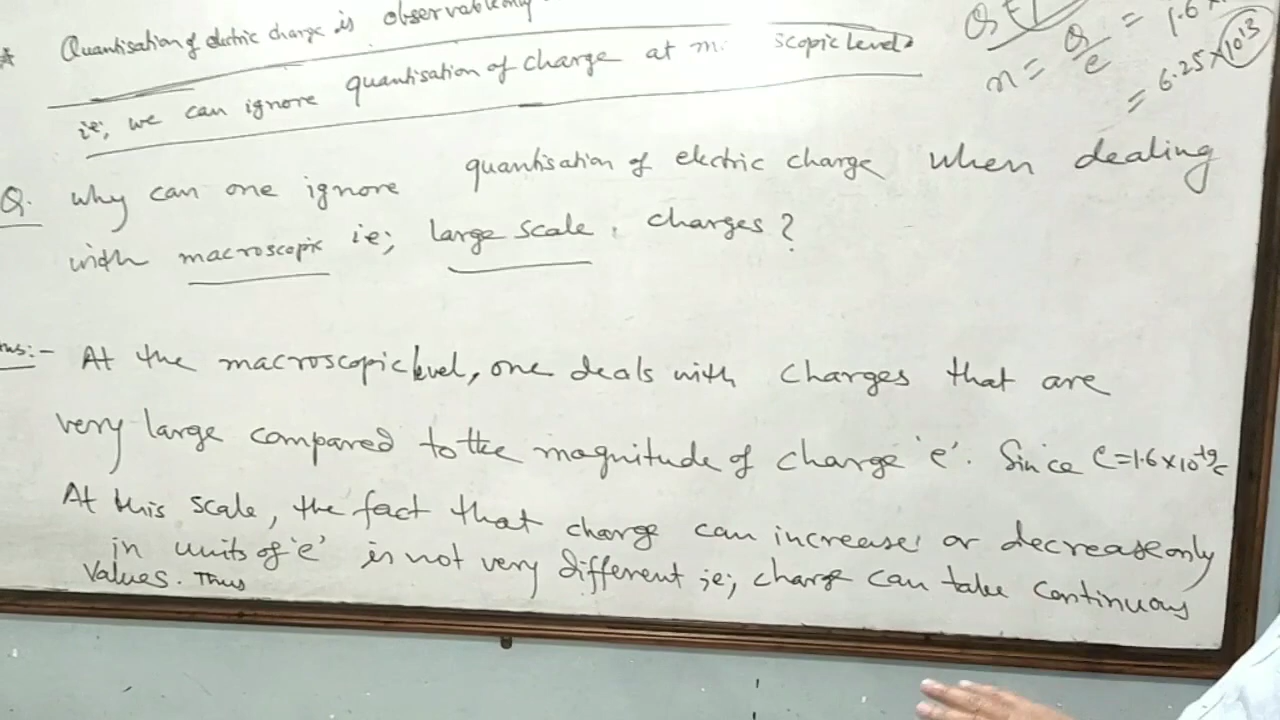 * Quantisation of electric charge is observable only
ie; we can ignore quantisation of charge at m scopic level.
n = Q/e = 1.6 ×
= 6.25 × 10^13
Q. Why can one ignore quantisation of electric charge when dealing
with macroscopic ie; large scale, charges?
Ans:- At the macroscopic level, one deals with charges that are
very large compared to the magnitude of charge 'e'. Since e=1.6×10^-19 c
At this scale, the fact that charge can increase or decrease only
in units of 'e' is not very different ie; charge can take continuous
values. Thus